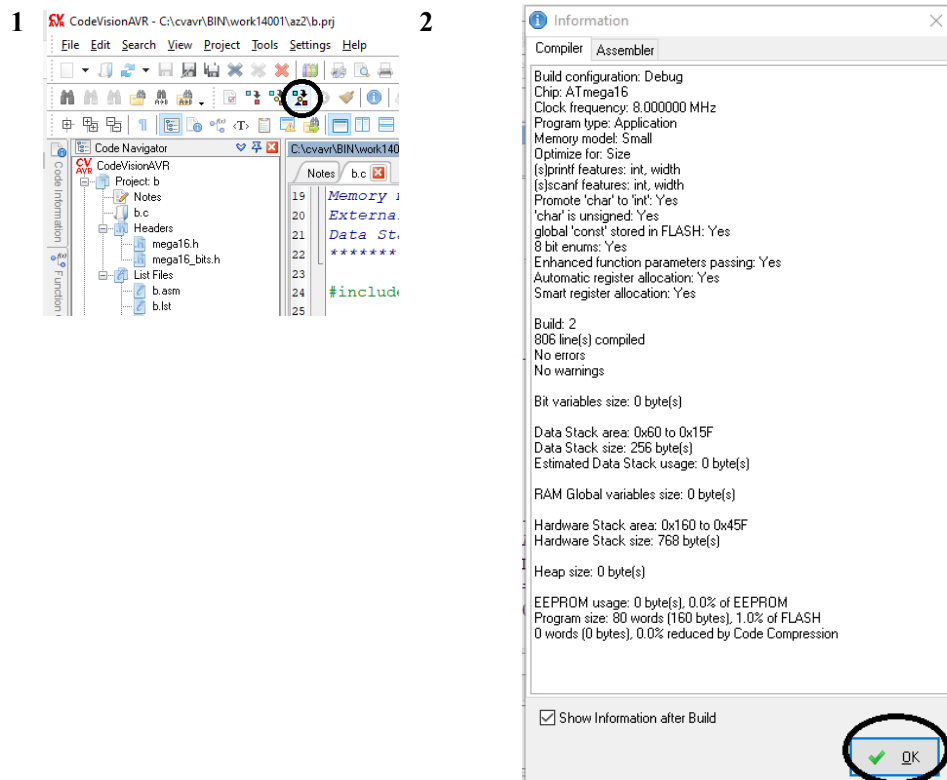 1
CodeVisionAVR - C:\cvavr\BIN\work14001\az2\b.prj
File Edit Search View Project Tools Settings Help
Code Navigator
C:\cvavr\BIN\work140
CodeVisionAVR
Notes b.c
Project: b
Notes
b.c
Headers
mega16.h
mega16_bits.h
List Files
b.asm
b.lst
Code Information
Function
19 Memory
20 Externa
21 Data St
22 *******
23
24 #include
25
2
Information
Compiler Assembler
Build configuration: Debug
Chip: ATmega16
Clock frequency: 8.000000 MHz
Program type: Application
Memory model: Small
Optimize for: Size
(s)printf features: int, width
(s)scanf features: int, width
Promote 'char' to 'int': Yes
'char' is unsigned: Yes
global 'const' stored in FLASH: Yes
8 bit enums: Yes
Enhanced function parameters passing: Yes
Automatic register allocation: Yes
Smart register allocation: Yes
Build: 2
806 line(s) compiled
No errors
No warnings
Bit variables size: 0 byte(s)
Data Stack area: 0x60 to 0x15F
Data Stack size: 256 byte(s)
Estimated Data Stack usage: 0 byte(s)
RAM Global variables size: 0 byte(s)
Hardware Stack area: 0x160 to 0x45F
Hardware Stack size: 768 byte(s)
Heap size: 0 byte(s)
EEPROM usage: 0 byte(s), 0.0% of EEPROM
Program size: 80 words (160 bytes), 1.0% of FLASH
0 words (0 bytes), 0.0% reduced by Code Compression
Show Information after Build
OK